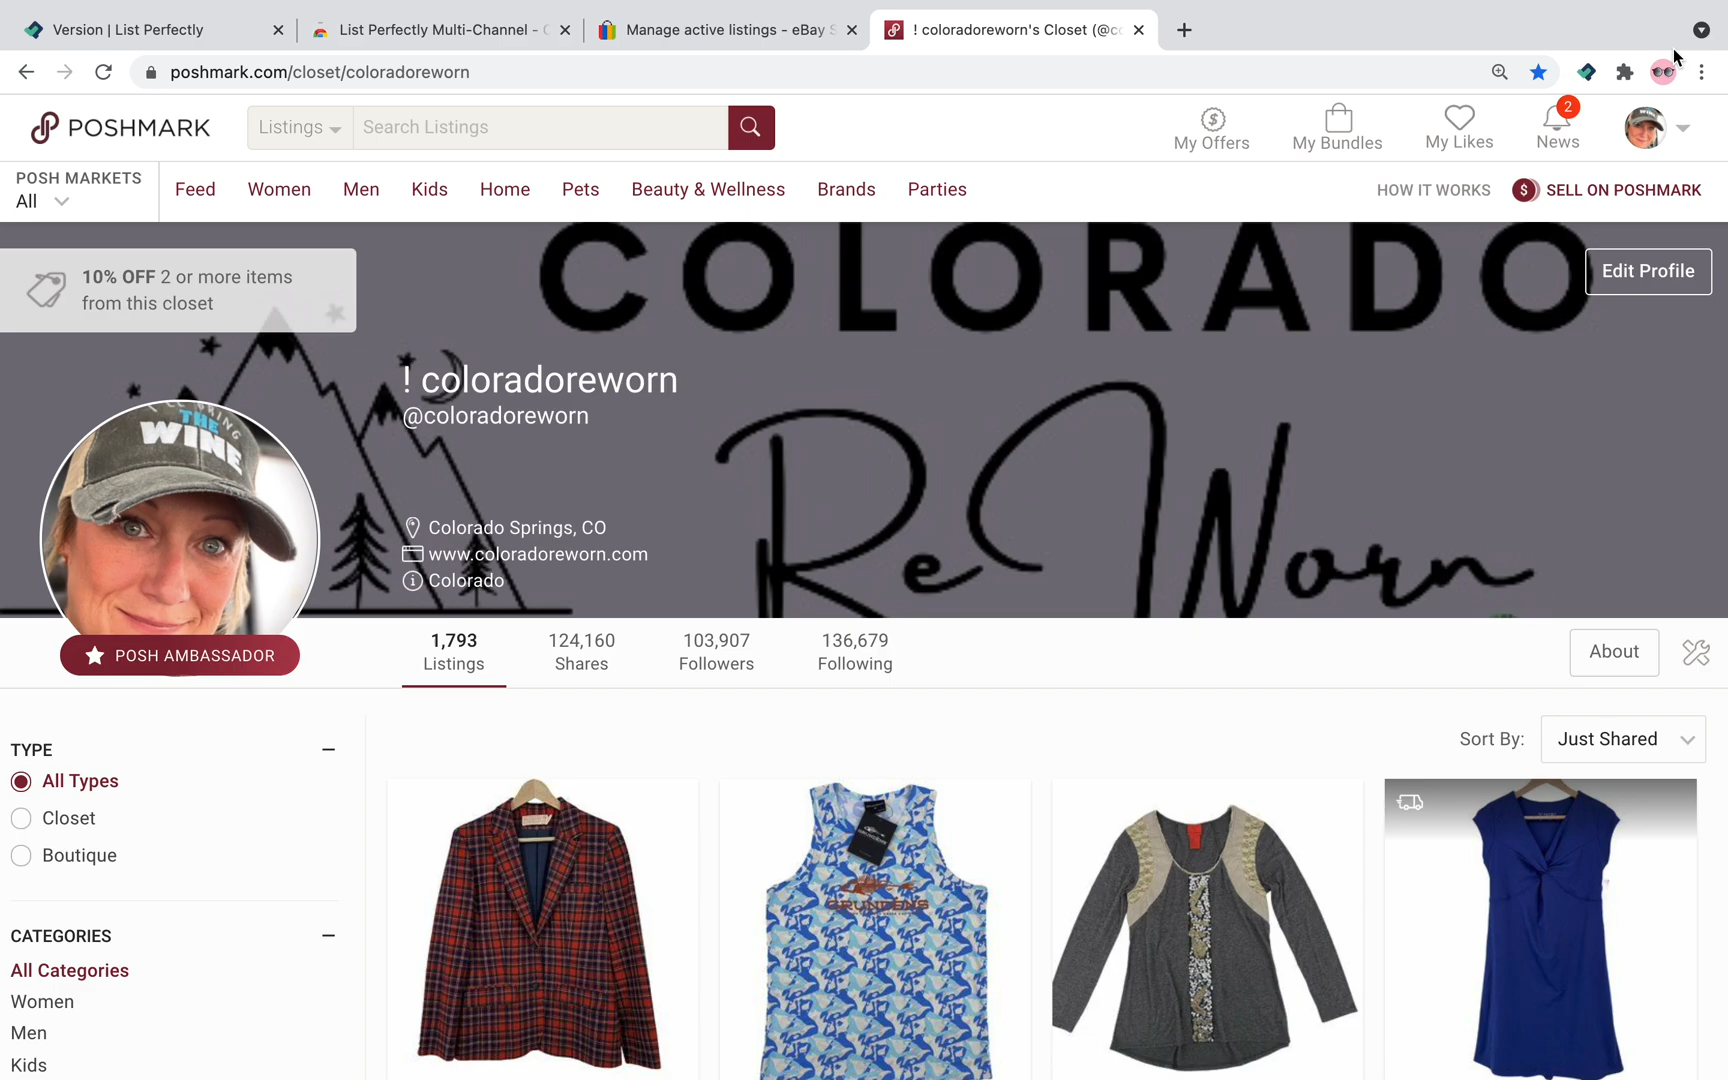 Version | List Perfectly
List Perfectly Multi-Channel -
Manage active listings - eBay
! coloradoreworn's Closet (@c
poshmark.com/closet/coloradoreworn
POSHMARK
Listings
Search Listings
My Offers
My Bundles
My Likes
2
News
POSH MARKETS
All
Feed
Women
Men
Kids
Home
Pets
Beauty & Wellness
Brands
Parties
HOW IT WORKS
$ SELL ON POSHMARK
10% OFF 2 or more items
from this closet
COLORADO
ReWorn
Edit Profile
! coloradoreworn
@coloradoreworn
Colorado Springs, CO
www.coloradoreworn.com
Colorado
THE
WINE
POSH AMBASSADOR
1,793
Listings
124,160
Shares
103,907
Followers
136,679
Following
About
TYPE
All Types
Closet
Boutique
CATEGORIES
All Categories
Women
Men
Kids
Sort By:
Just Shared
GRUNDENS